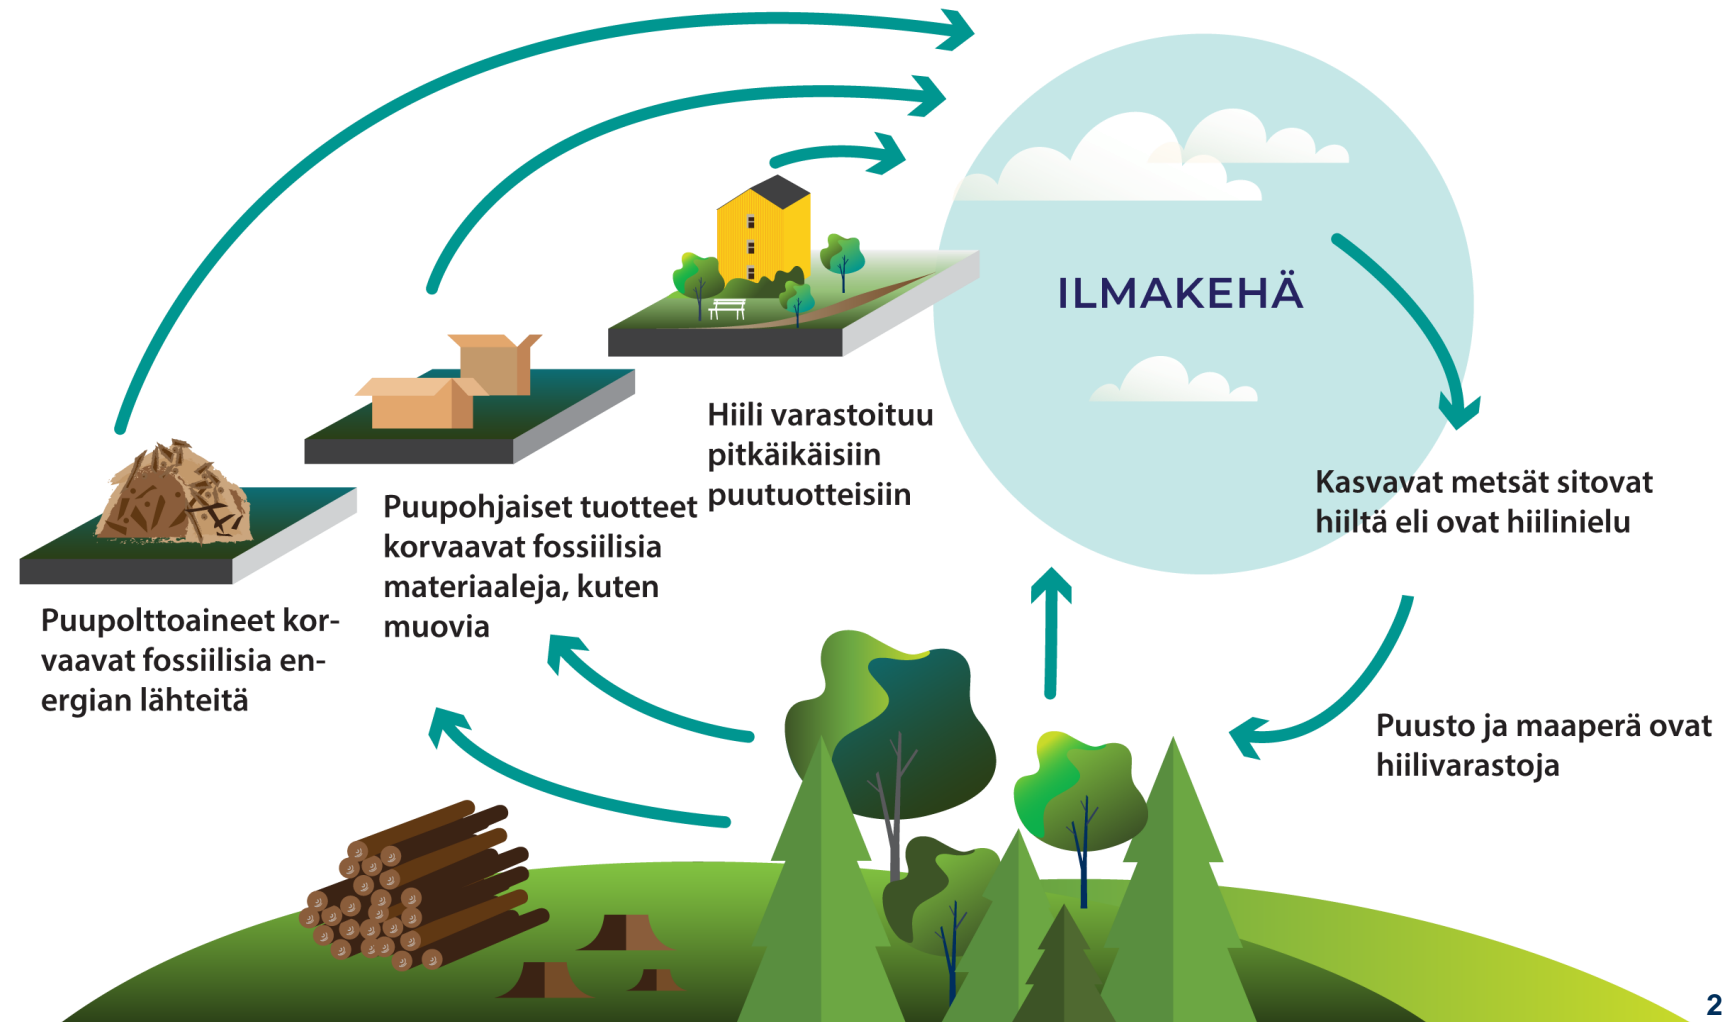 ILMAKEHÄ
Hiili varastoituu
pitkäikäisiin
puutuotteisiin
Kasvavat metsät sitovat
hiiltä eli ovat hiilinielu
Puupohjaiset tuotteet
korvaavat fossiilisia
materiaaleja, kuten
muovia
Puupolttoaineet kor-
vaavat fossiilisia en-
ergian lähteitä
Puusto ja maaperä ovat
hiilivarastoja
2